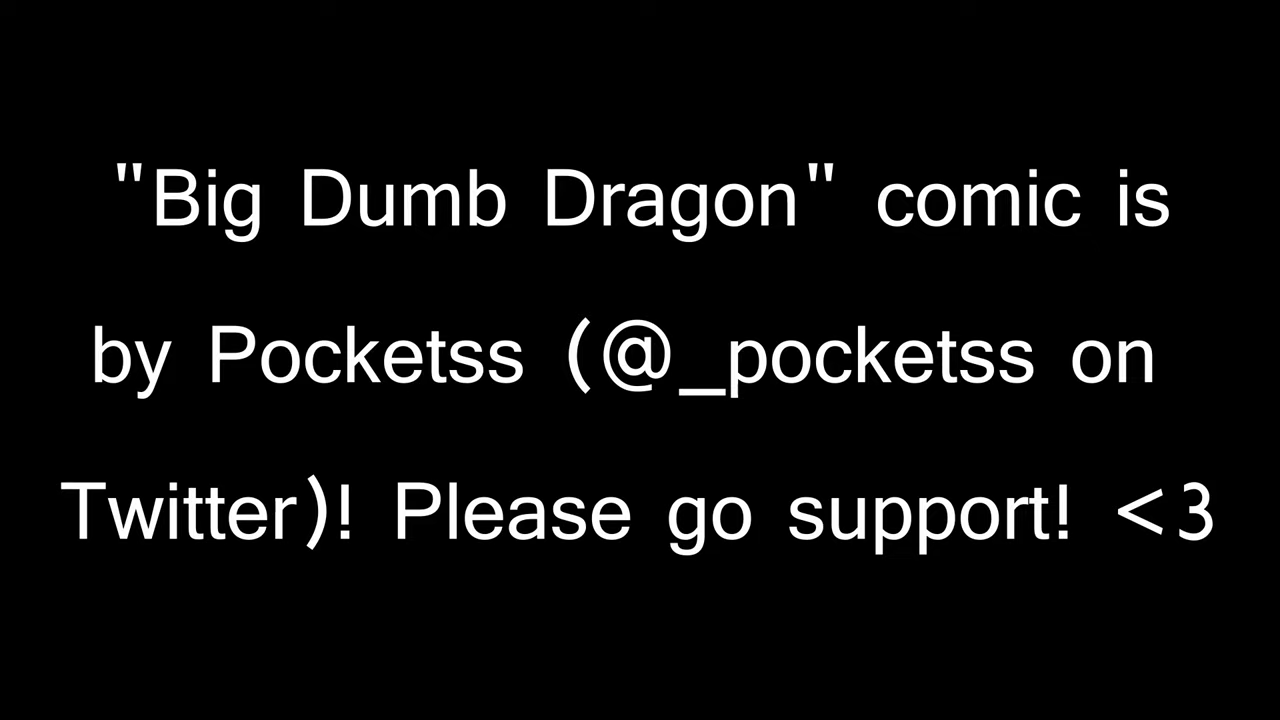 "Big Dumb Dragon" comic is
by Pocketss (@_pocketss on
Twitter)! Please go support! <3